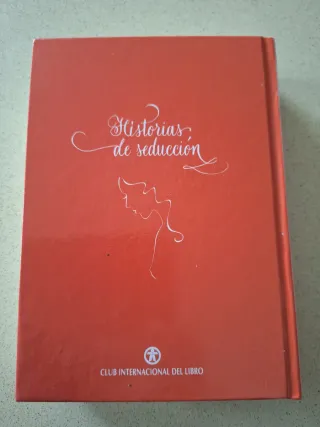 Historias
de seducción
CLUB INTERNACIONAL DEL LIBRO